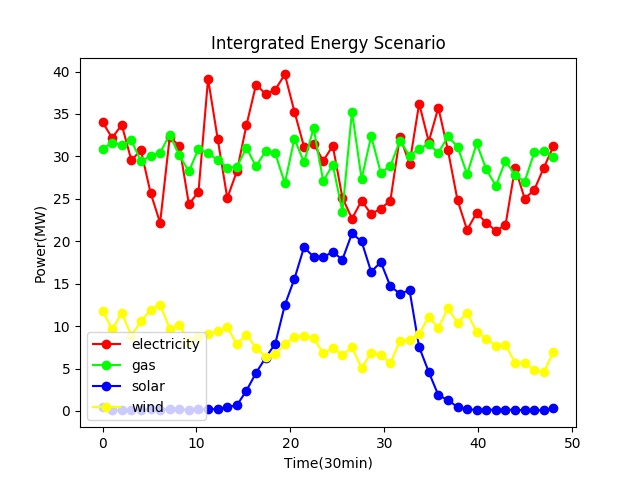 Intergrated Energy Scenario
Power(MW)
40
35
30
25
20
15
10
5
0
electricity
gas
solar
wind
0 10 20 30 40 50
Time(30min)